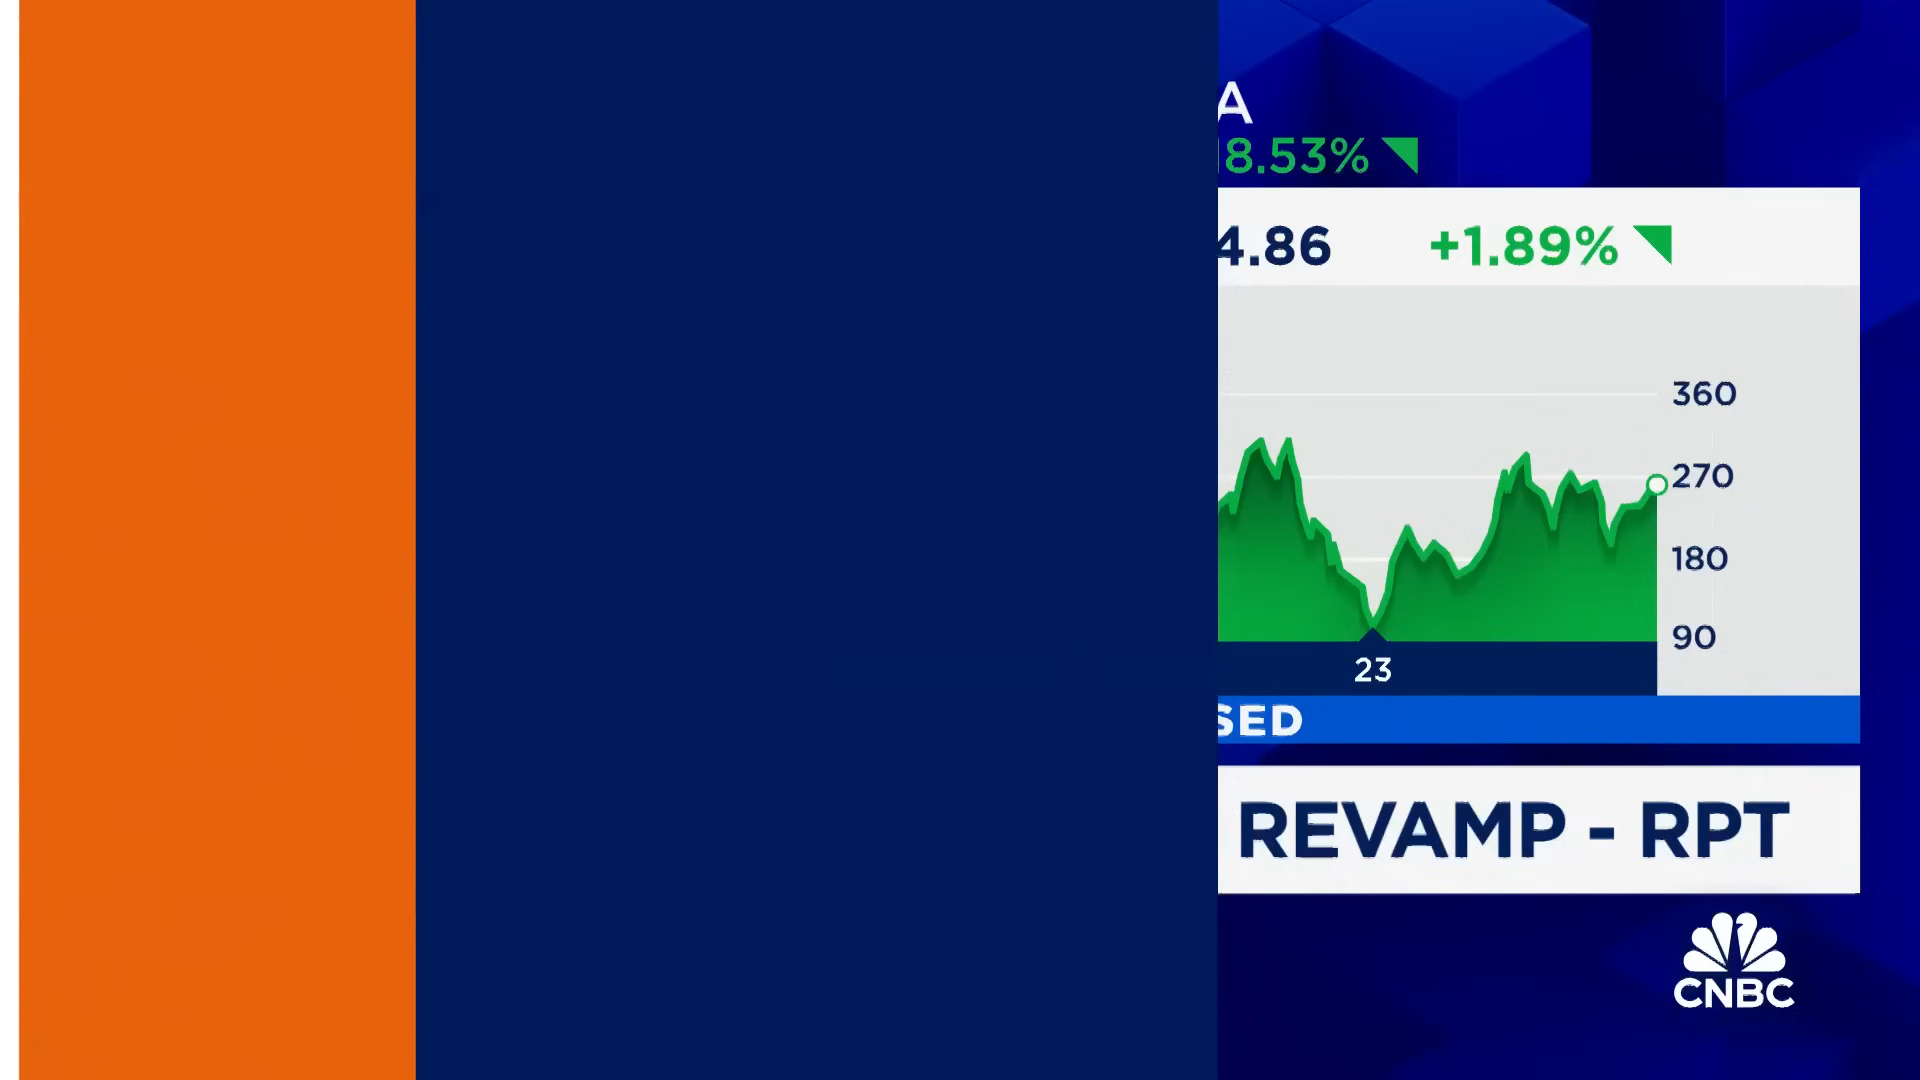 A
8.53%
4.86 +1.89%
360
270
180
90
23
SED
REVAMP - RPT
CNBC